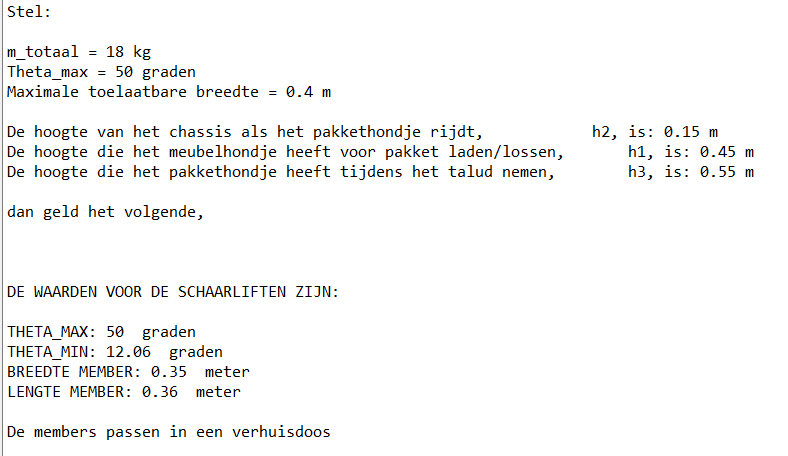 Stel:
m_totaal = 18 kg
Theta_max = 50 graden
Maximale toelaatbare breedte = 0.4 m
De hoogte van het chassis als het pakkethondje rijdt, h2, is: 0.15 m
De hoogte die het meubelhondje heeft voor pakket laden/lossen, h1, is: 0.45 m
De hoogte die het pakkethondje heeft tijdens het talud nemen, h3, is: 0.55 m
dan geld het volgende,
DE WAARDEN VOOR DE SCHAARLIFTEN ZIJN:
THETA_MAX: 50 graden
THETA_MIN: 12.06 graden
BREEDTE MEMBER: 0.35 meter
LENGTE MEMBER: 0.36 meter
De members passen in een verhuisdoos